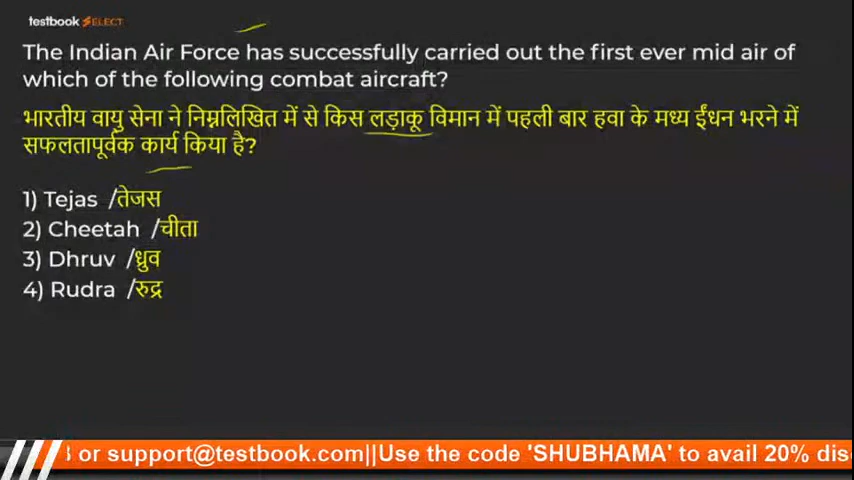 testbook SELECT
The Indian Air Force has successfully carried out the first ever mid air of
which of the following combat aircraft?
भारतीय वायु सेना ने निम्नलिखित में से किस लड़ाकू विमान में पहली बार हवा के मध्य ईंधन भरने में
सफलतापूर्वक कार्य किया है?
1) Tejas /तेजस
2) Cheetah /चीता
3) Dhruv /ध्रुव
4) Rudra /रुद्र
or support@testbook.com||Use the code 'SHUBHAMA' to avail 20% disc